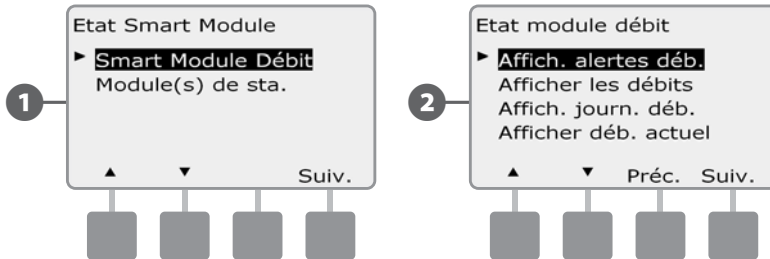 1
Etat Smart Module
► Smart Module Débit
Module(s) de sta.
▲ ▼ Suiv.
2
Etat module débit
► Affich. alertes déb.
Afficher les débits
Affich. journ. déb.
Afficher déb. actuel
▲ ▼ Préc. Suiv.